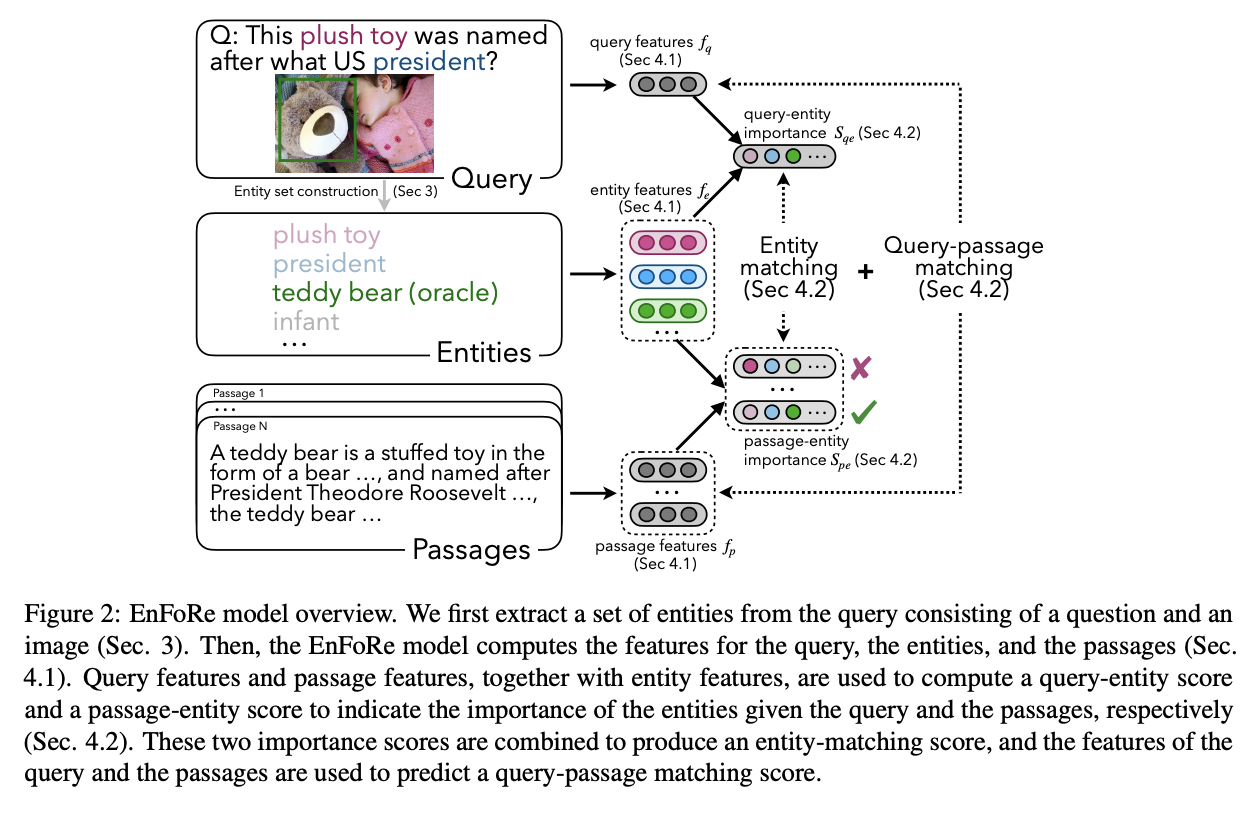 Q: This plush toy was named
after what US president?
Query
Entity set construction (Sec 3)
plush toy
president
teddy bear (oracle)
infant
...
Entities
Passage 1
...
Passage N
A teddy bear is a stuffed toy in the
form of a bear ..., and named after
President Theodore Roosevelt ...,
the teddy bear ...
Passages
query features fq
(Sec 4.1)
query-entity
importance Sqe (Sec 4.2)
...
entity features fe
(Sec 4.1)
...
Entity
matching
(Sec 4.2)
+
Query-passage
matching
(Sec 4.2)
...
...
...
passage-entity
importance Spe (Sec 4.2)
...
passage features fp
(Sec 4.1)
Figure 2: EnFoRe model overview. We first extract a set of entities from the query consisting of a question and an
image (Sec. 3). Then, the EnFoRe model computes the features for the query, the entities, and the passages (Sec.
4.1). Query features and passage features, together with entity features, are used to compute a query-entity score
and a passage-entity score to indicate the importance of the entities given the query and the passages, respectively
(Sec. 4.2). These two importance scores are combined to produce an entity-matching score, and the features of the
query and the passages are used to predict a query-passage matching score.